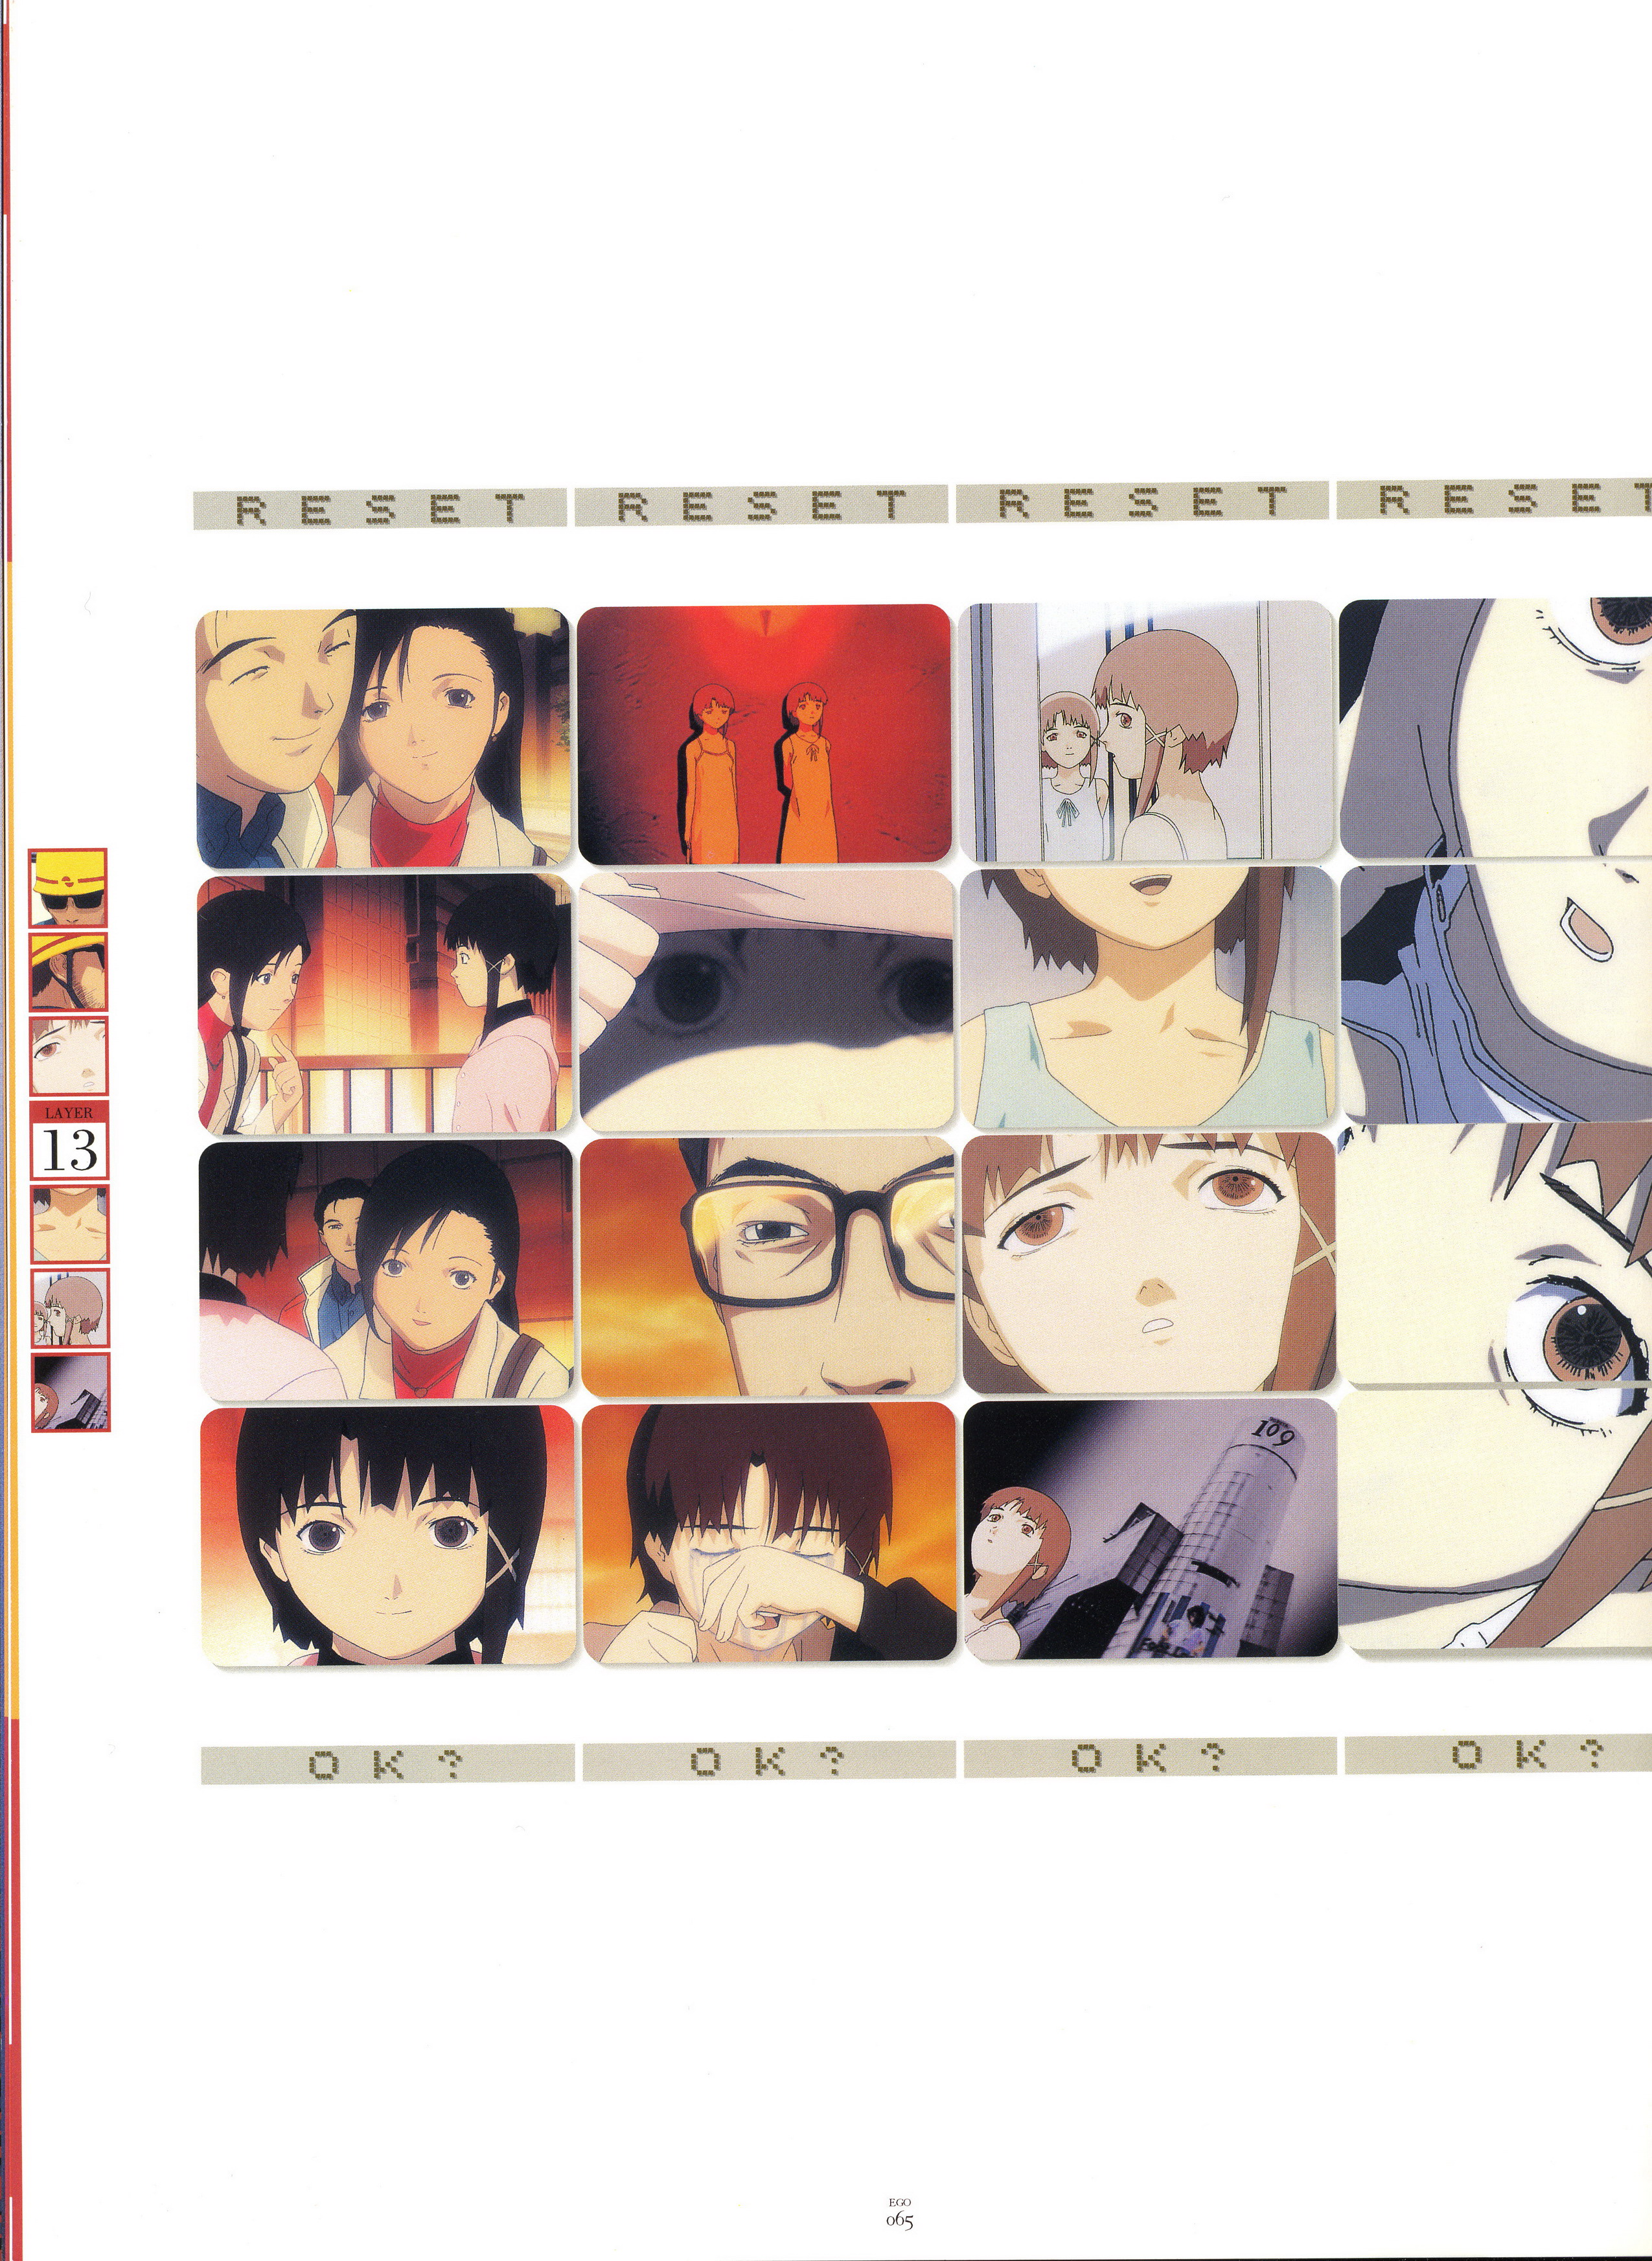 RESET RESET RESET RESET
LAYER
13
109
OK? OK? OK? OK?
EGO
065